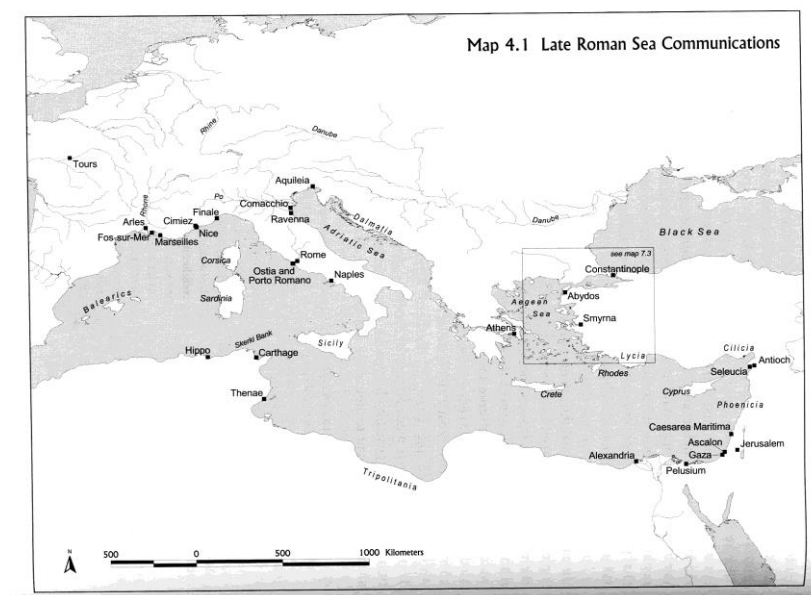 Map 4.1 Late Roman Sea Communications
Rhine
Danube
Tours
Aquileia
Rhone
Po
Comacchio
Ravenna
Dalmatia
Danube
Finale
Arles
Cimiez
Nice
Fos-sur-Mer
Marseilles
Adriatic Sea
Black Sea
see map 7.3
Constantinople
Corsica
Rome
Ostia and
Porto Romano
Naples
Balearics
Sardinia
Aegean
Sea
Abydos
Smyrna
Athens
Skerki Bank
Sicily
Hippo
Carthage
Lycia
Cilicia
Antioch
Seleucia
Rhodes
Crete
Cyprus
Phoenicia
Thenae
Caesarea Maritima
Ascalon
Jerusalem
Gaza
Alexandria
Pelusium
Tripolitania
N
500 0 500 1000 Kilometers